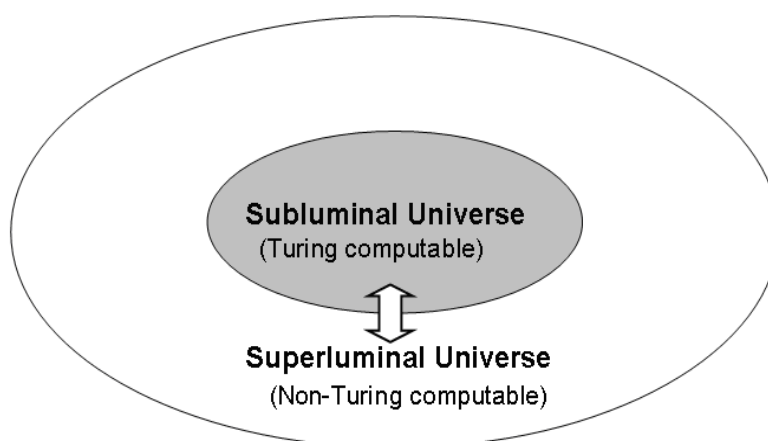 Subluminal Universe
(Turing computable)
Superluminal Universe
(Non-Turing computable)